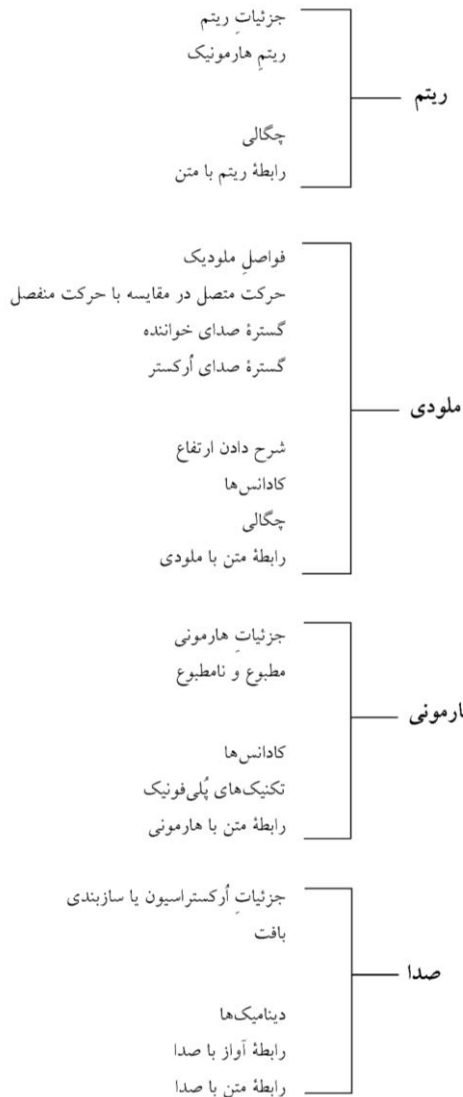 ریتم
جزئیاتِ ریتم
ریتمِ هارمونیک
چگالی
رابطهٔ ریتم با متن
ملودی
فواصلِ ملودیک
حرکت متصل در مقایسه با حرکت منفصل
گسترهٔ صدای خواننده
گسترهٔ صدای اُرکستر
شرح دادن ارتفاع
کادانس‌ها
چگالی
رابطهٔ متن با ملودی
ارمونی
جزئیاتِ هارمونی
مطبوع و نامطبوع
کادانس‌ها
تکنیک‌های پُلی‌فونیک
رابطهٔ متن با هارمونی
صدا
جزئیاتِ اُرکستراسیون یا سازبندی
بافت
دینامیک‌ها
رابطهٔ آواز با صدا
رابطهٔ متن با صدا